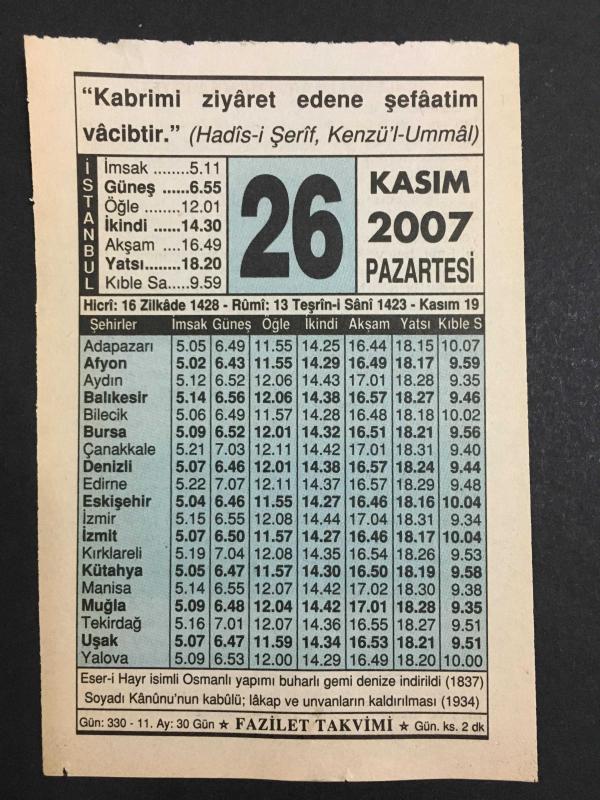 “Kabrimi ziyâret edene şefâatim
vâcibtir.” (Hadîs-i Şerîf, Kenzü’l-Ummâl)
İSTANBUL
İmsak ........5.11
Güneş ......6.55
Öğle ........12.01
İkindi ......14.30
Akşam ....16.49
Yatsı........18.20
Kıble Sa.....9.59
26
KASIM
2007
PAZARTESİ
Hicrî: 16 Zilkâde 1428 - Rûmî: 13 Teşrîn-i Sânî 1423 - Kasım 19
Şehirler İmsak Güneş Öğle İkindi Akşam Yatsı Kıble S
Adapazarı 5.05 6.49 11.55 14.25 16.44 18.15 10.07
Afyon 5.02 6.43 11.55 14.29 16.49 18.17 9.59
Aydın 5.12 6.52 12.06 14.43 17.01 18.28 9.35
Balıkesir 5.14 6.56 12.06 14.38 16.57 18.27 9.46
Bilecik 5.06 6.49 11.57 14.28 16.48 18.18 10.02
Bursa 5.09 6.52 12.01 14.32 16.51 18.21 9.56
Çanakkale 5.21 7.03 12.11 14.42 17.01 18.31 9.40
Denizli 5.07 6.46 12.01 14.38 16.57 18.24 9.44
Edirne 5.22 7.07 12.11 14.37 16.57 18.29 9.48
Eskişehir 5.04 6.46 11.55 14.27 16.46 18.16 10.04
İzmir 5.15 6.55 12.08 14.44 17.04 18.31 9.34
İzmit 5.07 6.50 11.57 14.27 16.46 18.17 10.04
Kırklareli 5.19 7.04 12.08 14.35 16.54 18.26 9.53
Kütahya 5.05 6.47 11.57 14.30 16.50 18.19 9.58
Manisa 5.14 6.55 12.07 14.42 17.02 18.30 9.38
Muğla 5.09 6.48 12.04 14.42 17.01 18.28 9.35
Tekirdağ 5.16 7.01 12.07 14.36 16.55 18.27 9.51
Uşak 5.07 6.47 11.59 14.34 16.53 18.21 9.51
Yalova 5.09 6.53 12.00 14.29 16.49 18.20 10.00
Eser-i Hayr isimli Osmanlı yapımı buharlı gemi denize indirildi (1837)
Soyadı Kânûnu’nun kabûlü; lâkap ve unvanların kaldırılması (1934)
Gün: 330 - 11. Ay: 30 Gün ★ FAZİLET TAKVİMİ ★ Gün. ks. 2 dk